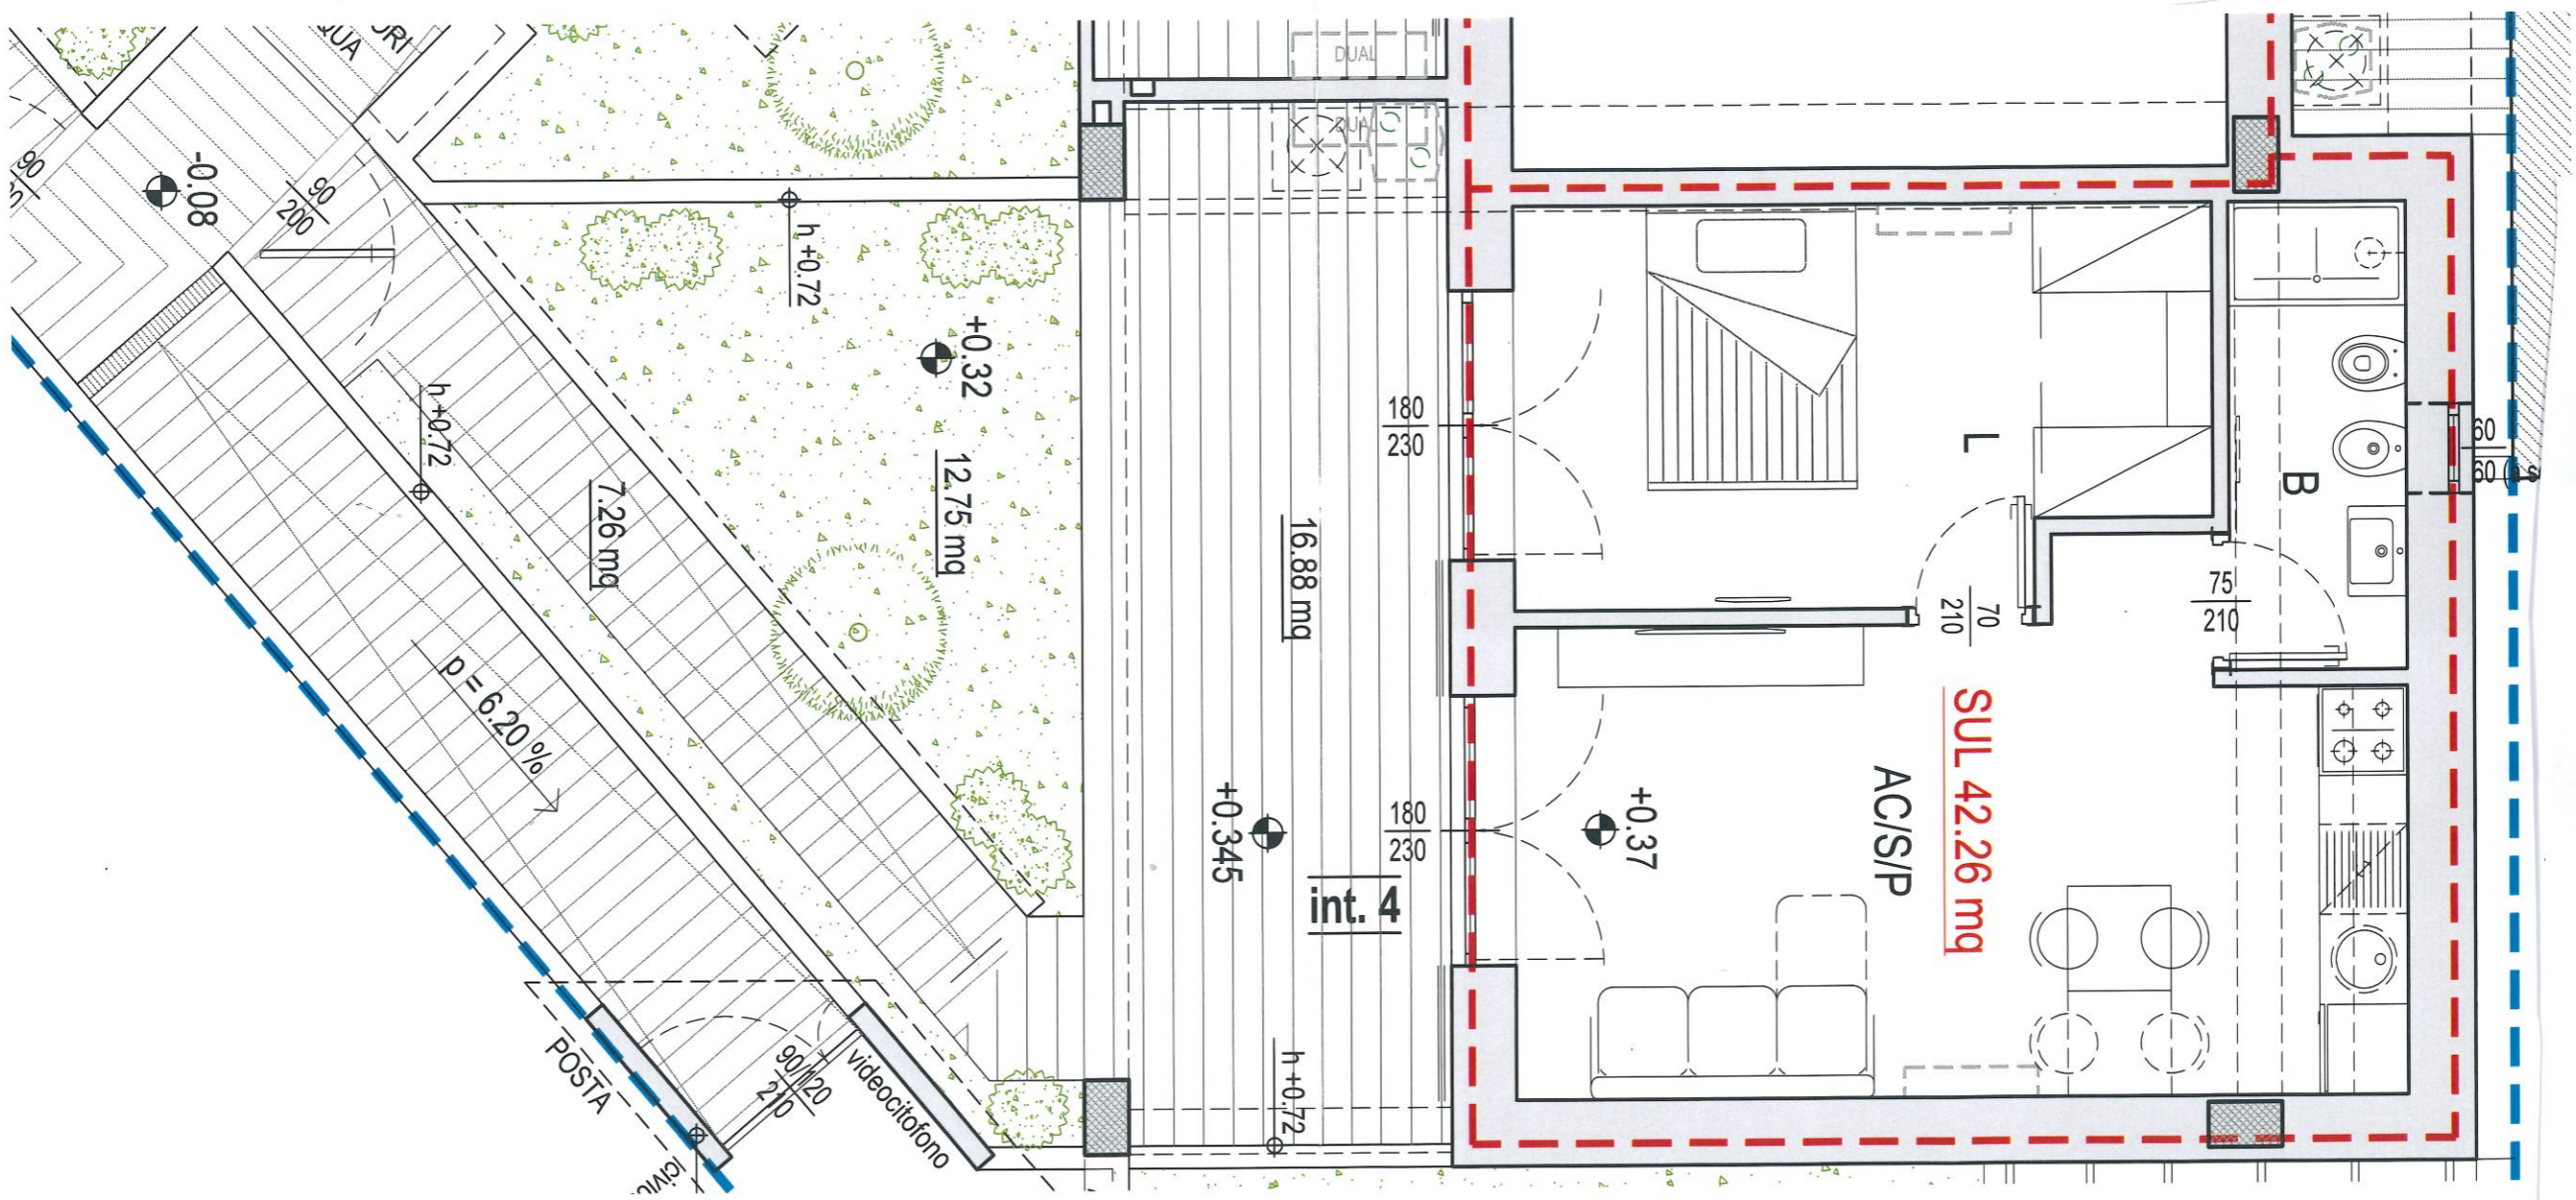 QUA
ORI
DUAL
DUAL
90
90
200
-0.08
h +0.72
+0.32
12.75 mq
h +0.72
7.26 mq
p = 6.20 %
16.88 mq
180
230
L
B
60
60
75
210
70
210
SUL 42.26 mq
AC/S/P
+0.37
180
230
+0.345
int. 4
h +0.72
90/120
210
videocitofono
POSTA